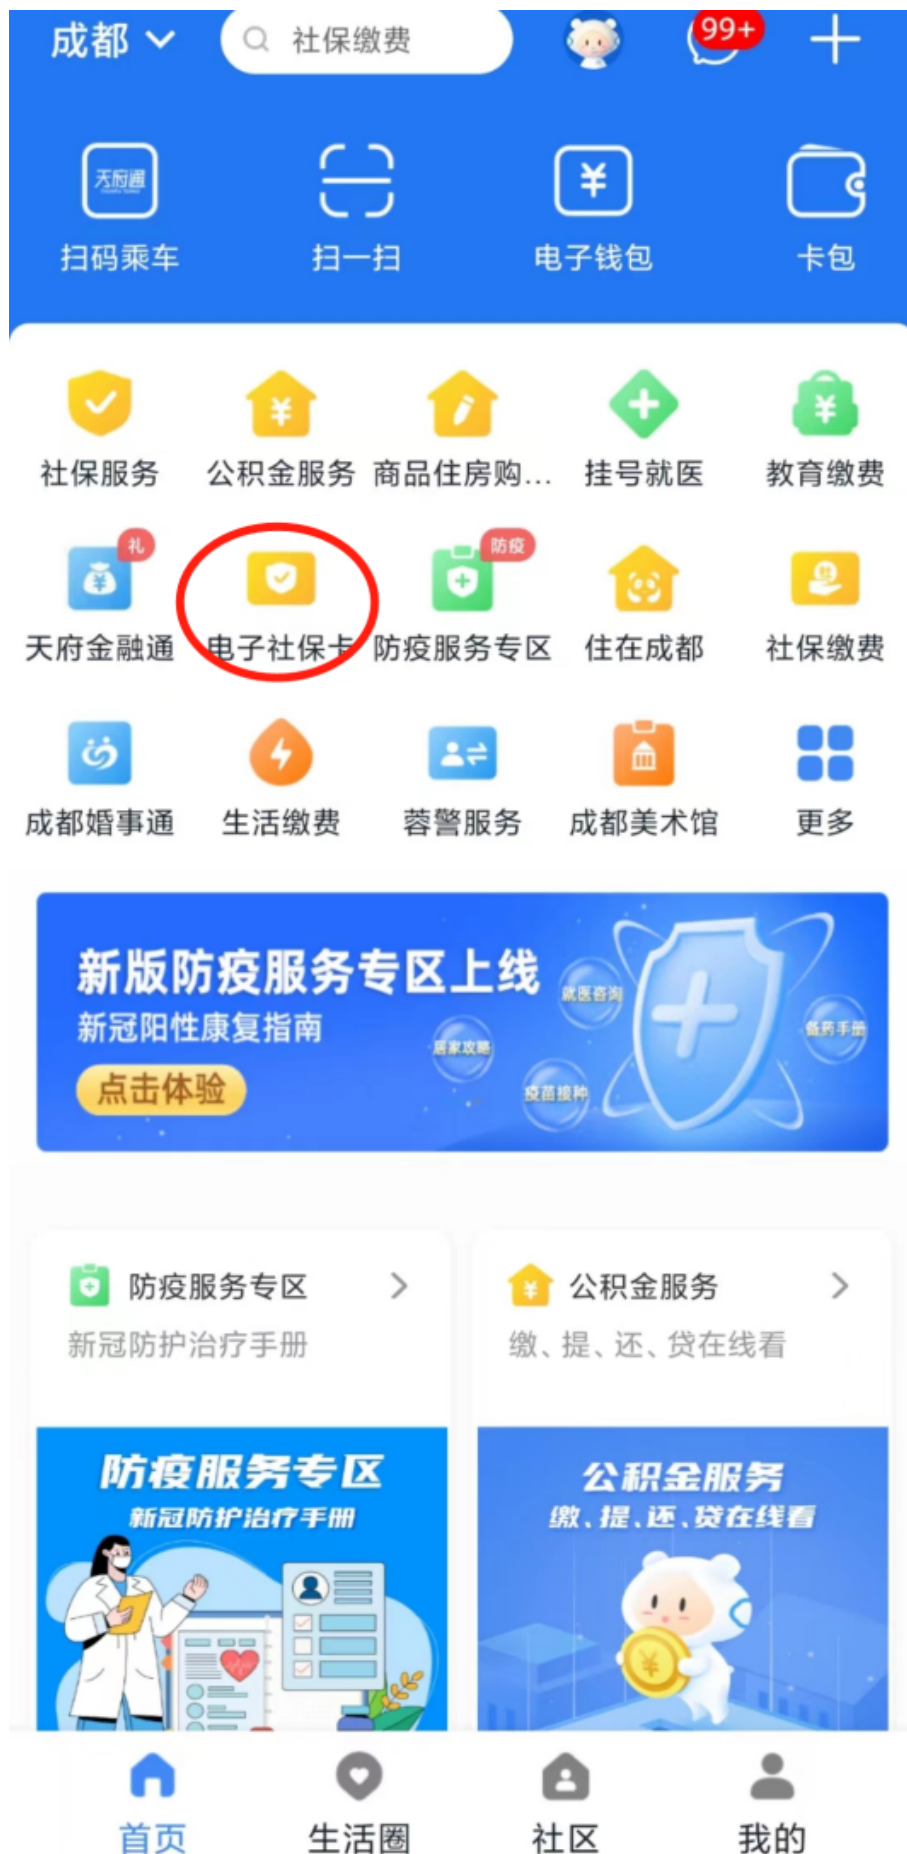 成都
社保缴费
99+
天府通
扫码乘车
扫一扫
电子钱包
卡包
社保服务
公积金服务
商品住房购...
挂号就医
教育缴费
礼
防疫
天府金融通
电子社保卡
防疫服务专区
住在成都
社保缴费
成都婚事通
生活缴费
蓉警服务
成都美术馆
更多
新版防疫服务专区上线
新冠阳性康复指南
点击体验
就医咨询
居家攻略
备药手册
疫苗接种
防疫服务专区
新冠防护治疗手册
公积金服务
缴、提、还、贷在线看
防疫服务专区
新冠防护治疗手册
公积金服务
缴、提、还、贷在线看
首页
生活圈
社区
我的